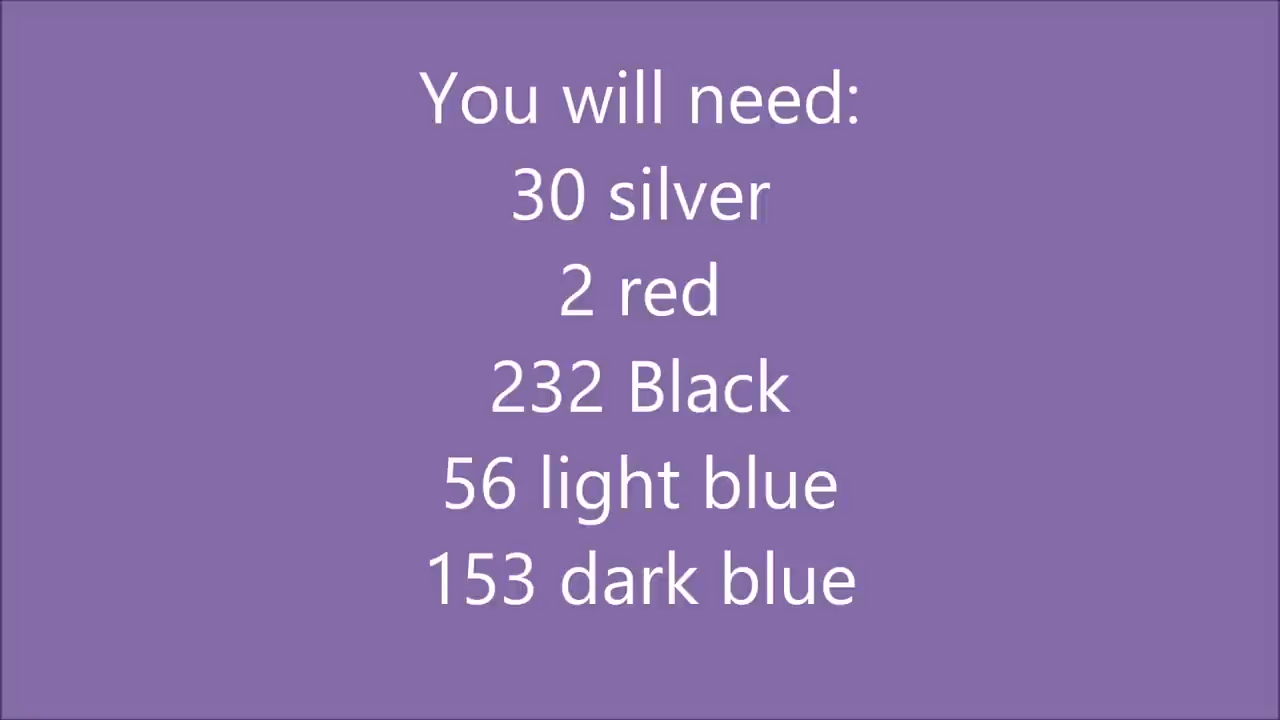 You will need:
30 silver
2 red
232 Black
56 light blue
153 dark blue